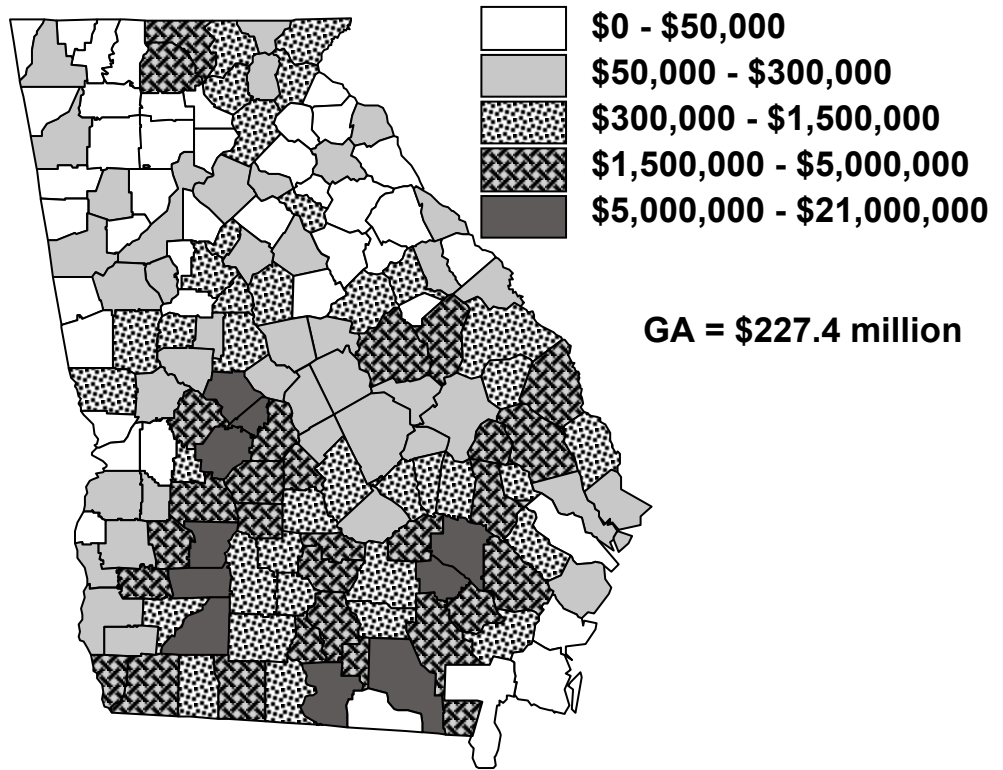 $0 - $50,000
$50,000 - $300,000
$300,000 - $1,500,000
$1,500,000 - $5,000,000
$5,000,000 - $21,000,000
GA = $227.4 million